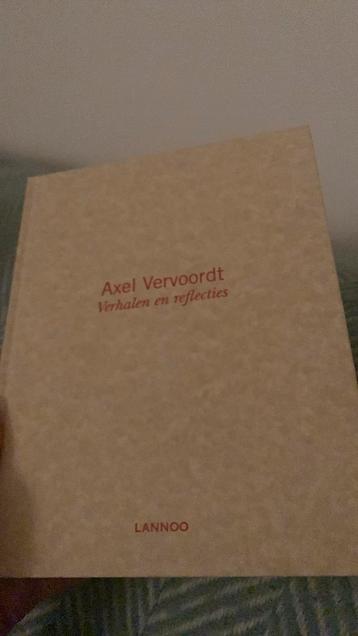 Axel Vervoordt
Verhalen en reflecties
LANNOO